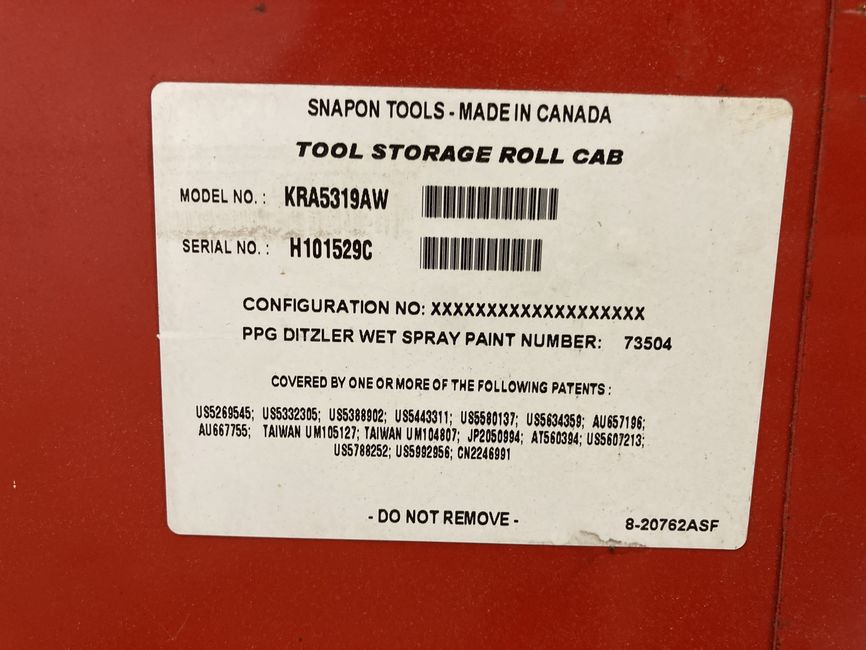 SNAPON TOOLS - MADE IN CANADA
TOOL STORAGE ROLL CAB
MODEL NO. : KRA5319AW
SERIAL NO. : H101529C
CONFIGURATION NO: XXXXXXXXXXXXXXXXXXX
PPG DITZLER WET SPRAY PAINT NUMBER: 73504
COVERED BY ONE OR MORE OF THE FOLLOWING PATENTS :
US5269545; US5332305; US5388902; US5443311; US5580137; US5634359; AU657196;
AU667755; TAIWAN UM105127; TAIWAN UM104807; JP2050994; AT560394; US5607213;
US5788252; US5992956; CN2246991
- DO NOT REMOVE -
8-20762ASF